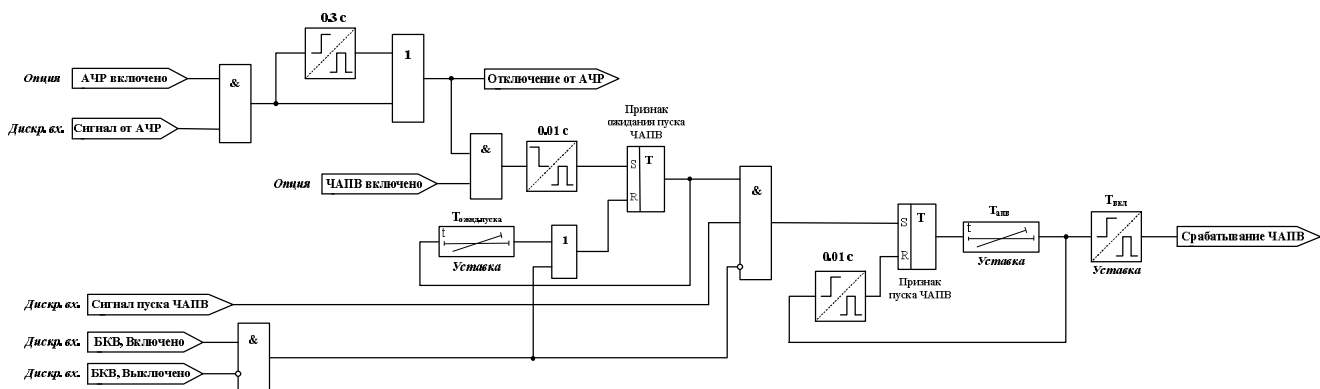 0.3 с
1
Опция
АЧР включено
&
Отключение от АЧР
Дискр. вх.
Сигнал от АЧР
Признак
ожидания пуска
ЧАПВ
0.01 с
&
S
T
R
Опция
ЧАПВ включено
&
Tожид.пуска
t
Уставка
1
S
T
R
Tапв
t
Уставка
Tвкл
Уставка
Срабатывание ЧАПВ
0.01 с
Признак
пуска ЧАПВ
Дискр. вх.
Сигнал пуска ЧАПВ
Дискр. вх.
БКВ, Включено
&
Дискр. вх.
БКВ, Выключено